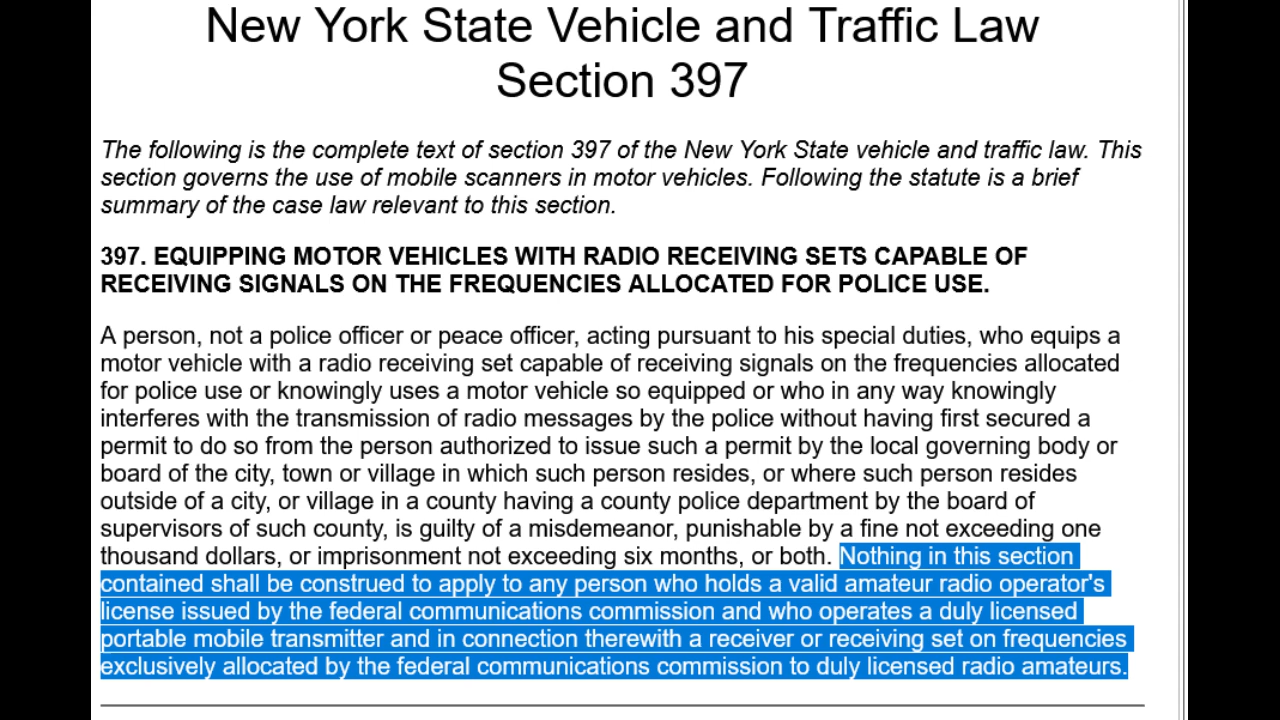 New York State Vehicle and Traffic Law
Section 397
The following is the complete text of section 397 of the New York State vehicle and traffic law. This
section governs the use of mobile scanners in motor vehicles. Following the statute is a brief
summary of the case law relevant to this section.
397. EQUIPPING MOTOR VEHICLES WITH RADIO RECEIVING SETS CAPABLE OF
RECEIVING SIGNALS ON THE FREQUENCIES ALLOCATED FOR POLICE USE.
A person, not a police officer or peace officer, acting pursuant to his special duties, who equips a
motor vehicle with a radio receiving set capable of receiving signals on the frequencies allocated
for police use or knowingly uses a motor vehicle so equipped or who in any way knowingly
interferes with the transmission of radio messages by the police without having first secured a
permit to do so from the person authorized to issue such a permit by the local governing body or
board of the city, town or village in which such person resides, or where such person resides
outside of a city, or village in a county having a county police department by the board of
supervisors of such county, is guilty of a misdemeanor, punishable by a fine not exceeding one
thousand dollars, or imprisonment not exceeding six months, or both. Nothing in this section
contained shall be construed to apply to any person who holds a valid amateur radio operator's
license issued by the federal communications commission and who operates a duly licensed
portable mobile transmitter and in connection therewith a receiver or receiving set on frequencies
exclusively allocated by the federal communications commission to duly licensed radio amateurs.